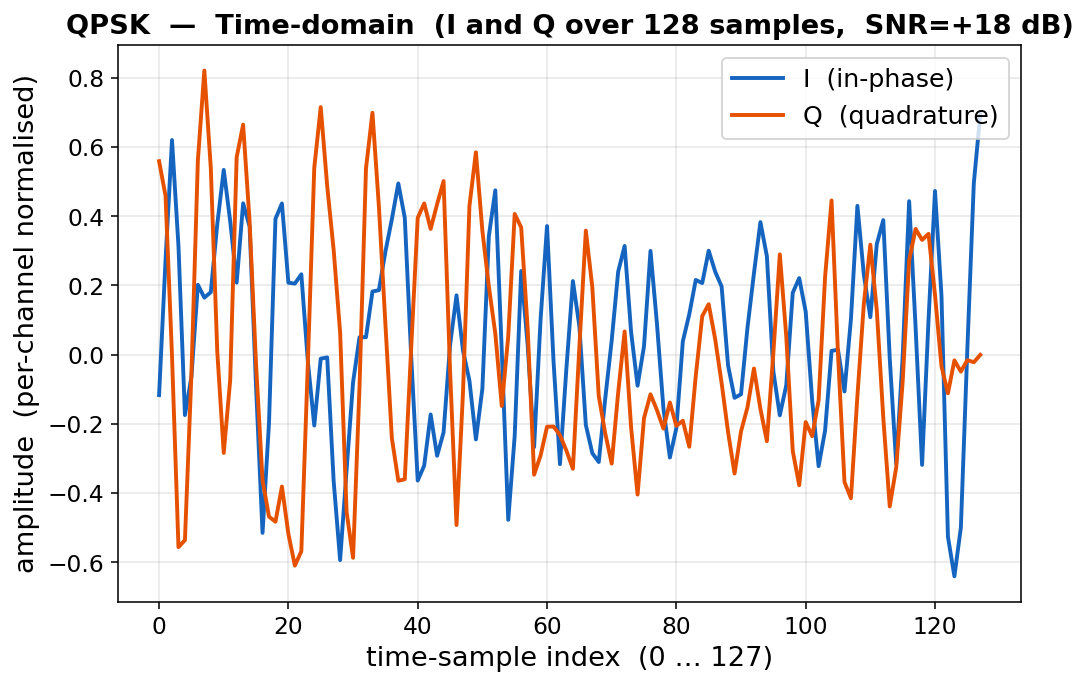 QPSK — Time-domain (I and Q over 128 samples, SNR=+18 dB)
amplitude (per-channel normalised)
0.8
0.6
0.4
0.2
0.0
−0.2
−0.4
−0.6
I (in-phase)
Q (quadrature)
0 20 40 60 80 100 120
time-sample index (0 … 127)